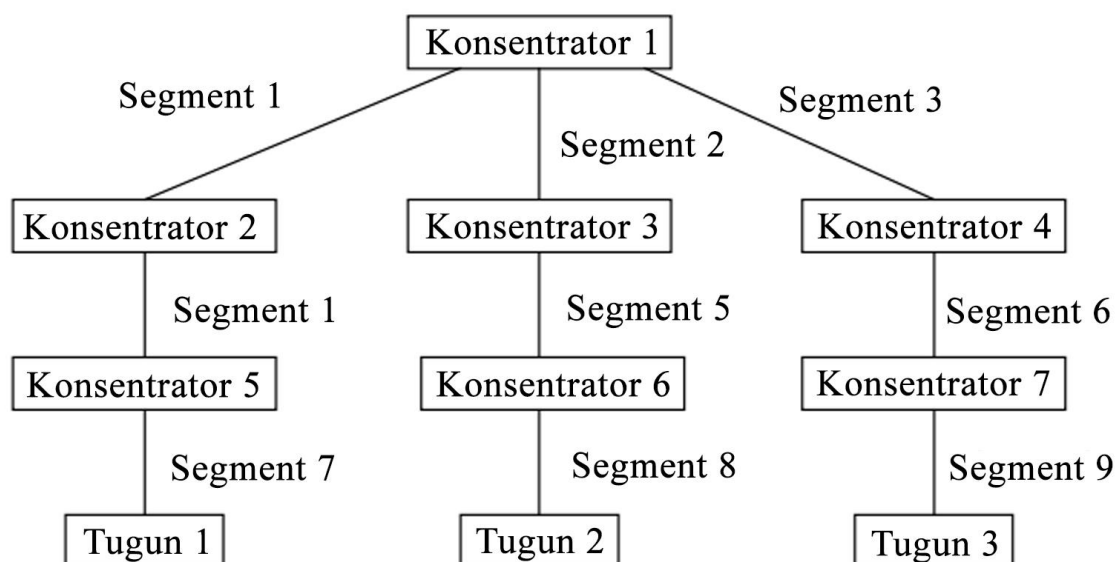 Konsentrator 1
Segment 1
Segment 3
Segment 2
Konsentrator 2
Konsentrator 3
Konsentrator 4
Segment 1
Segment 5
Segment 6
Konsentrator 5
Konsentrator 6
Konsentrator 7
Segment 7
Segment 8
Segment 9
Tugun 1
Tugun 2
Tugun 3